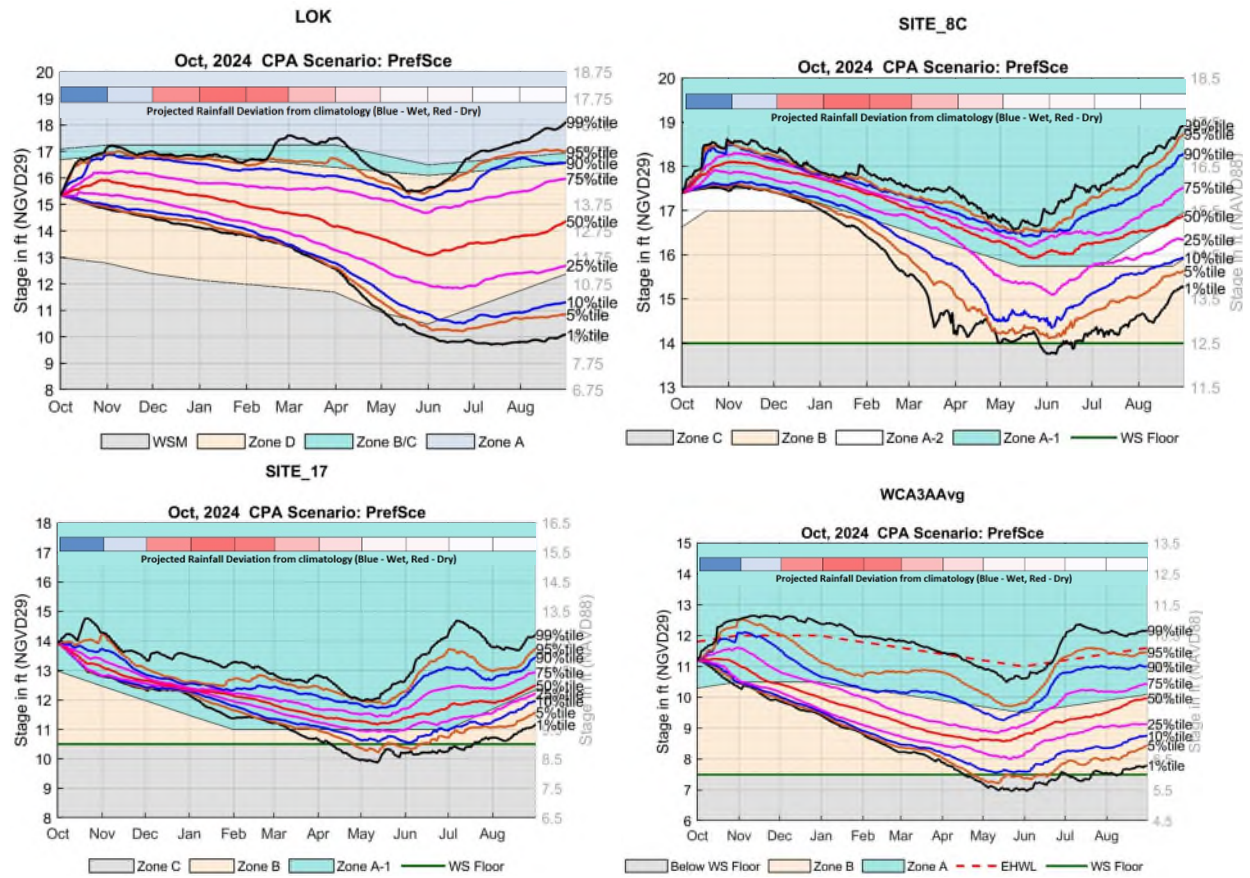 LOK
Oct, 2024 CPA Scenario: PrefSce
Projected Rainfall Deviation from climatology (Blue - Wet, Red - Dry)
Stage in ft (NGVD29)
20
19
18
17
16
15
14
13
12
11
10
9
8
18.75
17.75
13.75
12.75
11.75
10.75
7.75
6.75
Stage in ft (NAVD88)
99%tile
95%tile
90%tile
75%tile
50%tile
25%tile
10%tile
5%tile
1%tile
Oct Nov Dec Jan Feb Mar Apr May Jun Jul Aug
WSM Zone D Zone B/C Zone A
SITE_8C
Oct, 2024 CPA Scenario: PrefSce
Projected Rainfall Deviation from climatology (Blue - Wet, Red - Dry)
Stage in ft (NGVD29)
20
19
18
17
16
15
14
13
18.5
16.5
13.5
12.5
11.5
Stage in ft (NAVD88)
99%tile
95%tile
90%tile
75%tile
50%tile
25%tile
10%tile
5%tile
1%tile
Oct Nov Dec Jan Feb Mar Apr May Jun Jul Aug
Zone C Zone B Zone A-2 Zone A-1 WS Floor
SITE_17
Oct, 2024 CPA Scenario: PrefSce
Projected Rainfall Deviation from climatology (Blue - Wet, Red - Dry)
Stage in ft (NGVD29)
18
17
16
15
14
13
12
11
10
9
8
16.5
15.5
14.5
13.5
8.5
7.5
6.5
Stage in ft (NAVD88)
99%tile
95%tile
90%tile
75%tile
50%tile
25%tile
10%tile
5%tile
1%tile
Oct Nov Dec Jan Feb Mar Apr May Jun Jul Aug
Zone C Zone B Zone A-1 WS Floor
WCA3AAvg
Oct, 2024 CPA Scenario: PrefSce
Projected Rainfall Deviation from climatology (Blue - Wet, Red - Dry)
Stage in ft (NGVD29)
15
14
13
12
11
10
9
8
7
6
13.5
12.5
11.5
5.5
4.5
Stage in ft (NAVD88)
99%tile
95%tile
90%tile
75%tile
50%tile
25%tile
10%tile
5%tile
1%tile
Oct Nov Dec Jan Feb Mar Apr May Jun Jul Aug
Below WS Floor Zone B Zone A EHWL WS Floor